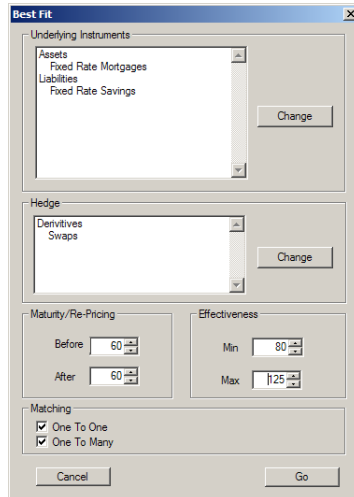 Best Fit
Underlying Instruments
Assets
Fixed Rate Mortgages
Liabilities
Fixed Rate Savings
Change
Hedge
Derivitives
Swaps
Change
Maturity/Re-Pricing
Before 60
After 60
Effectiveness
Min 80
Max 125
Matching
One To One
One To Many
Cancel Go